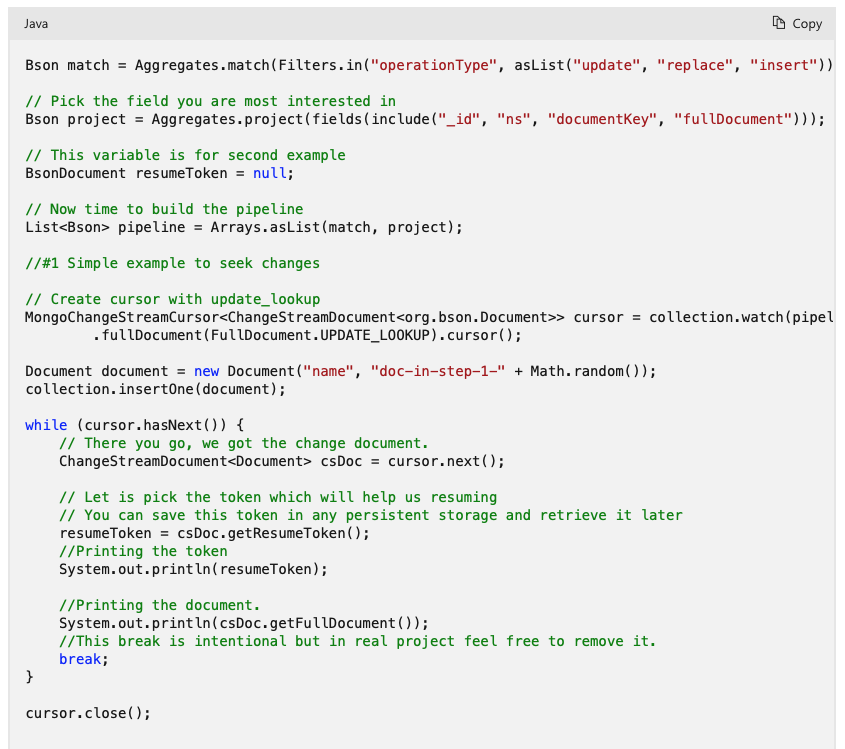 Java
Copy
Bson match = Aggregates.match(Filters.in("operationType", asList("update", "replace", "insert"))
// Pick the field you are most interested in
Bson project = Aggregates.project(fields(include("_id", "ns", "documentKey", "fullDocument")));
// This variable is for second example
BsonDocument resumeToken = null;
// Now time to build the pipeline
List<Bson> pipeline = Arrays.asList(match, project);
//#1 Simple example to seek changes
// Create cursor with update_lookup
MongoChangeStreamCursor<ChangeStreamDocument<org.bson.Document>> cursor = collection.watch(pipel
        .fullDocument(FullDocument.UPDATE_LOOKUP).cursor();
Document document = new Document("name", "doc-in-step-1-" + Math.random());
collection.insertOne(document);
while (cursor.hasNext()) {
    // There you go, we got the change document.
    ChangeStreamDocument<Document> csDoc = cursor.next();
    // Let is pick the token which will help us resuming
    // You can save this token in any persistent storage and retrieve it later
    resumeToken = csDoc.getResumeToken();
    //Printing the token
    System.out.println(resumeToken);
    //Printing the document.
    System.out.println(csDoc.getFullDocument());
    //This break is intentional but in real project feel free to remove it.
    break;
}
cursor.close();